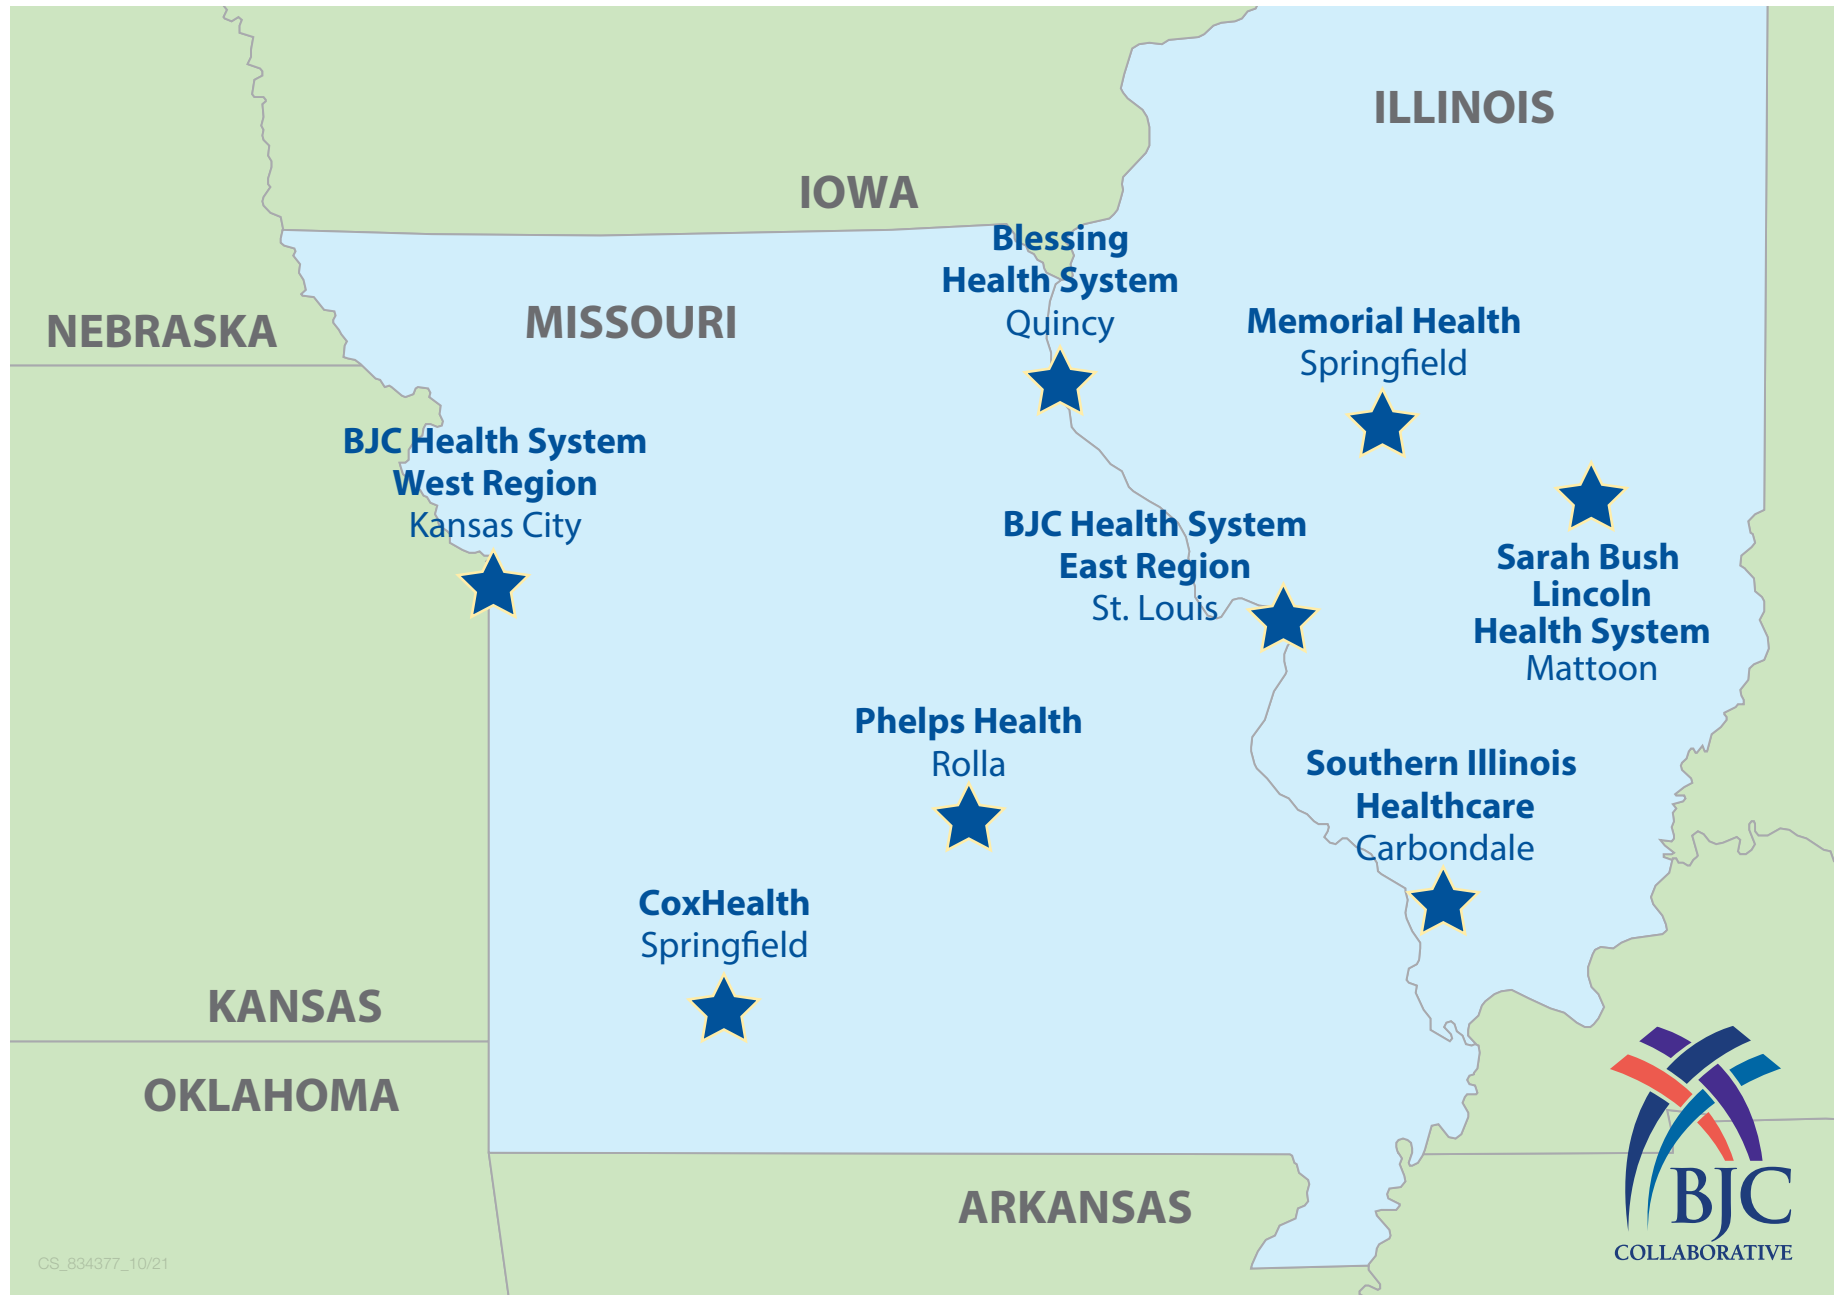 ILLINOIS
IOWA
Blessing
Health System
Quincy
NEBRASKA
MISSOURI
Memorial Health
Springfield
BJC Health System
West Region
Kansas City
BJC Health System
East Region
St. Louis
Sarah Bush
Lincoln
Health System
Mattoon
Phelps Health
Rolla
Southern Illinois
Healthcare
Carbondale
CoxHealth
Springfield
KANSAS
OKLAHOMA
ARKANSAS
BJC
COLLABORATIVE
CS_834377_10/21